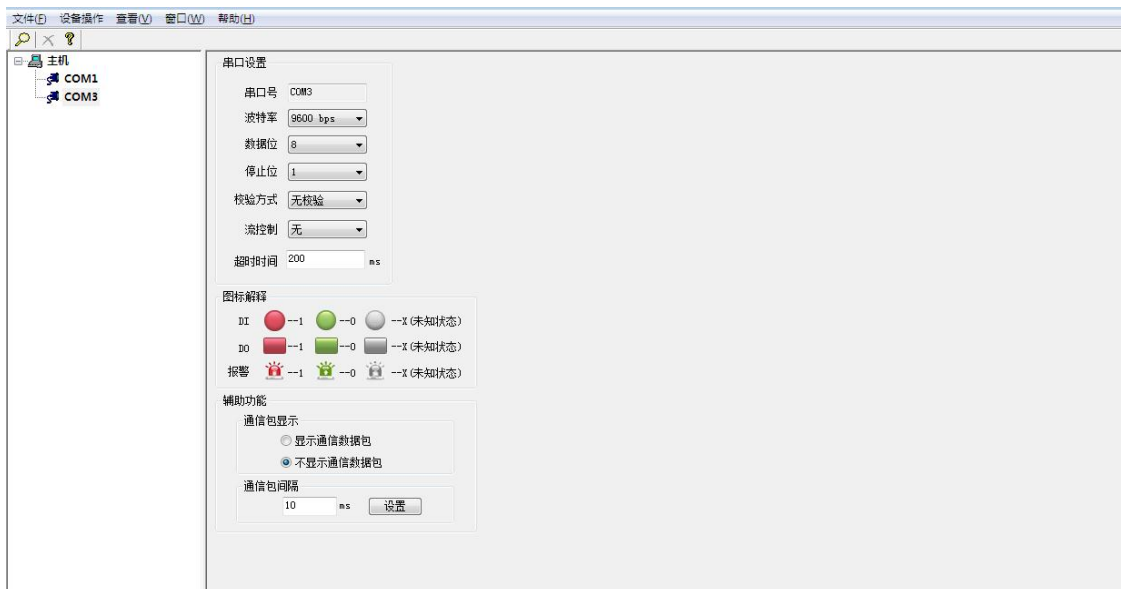 文件(F) 设备操作 查看(V) 窗口(W) 帮助(H)
主机
COM1
COM3
串口设置
串口号 COM3
波特率 9600 bps
数据位 8
停止位 1
校验方式 无校验
流控制 无
超时时间 200 ms
图标解释
DI --1 --0 --X(未知状态)
DO --1 --0 --X(未知状态)
报警 --1 --0 --X(未知状态)
辅助功能
通信包显示
显示通信数据包
不显示通信数据包
通信包间隔
10 ms 设置